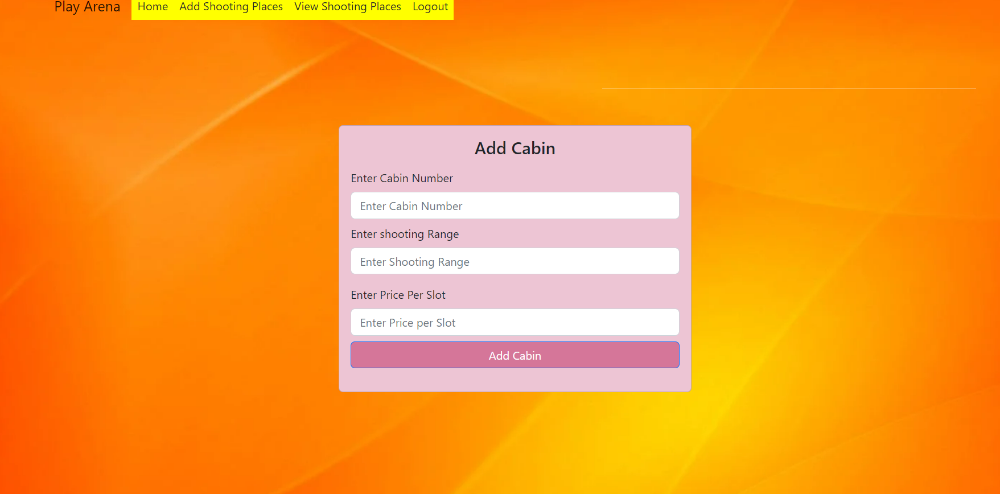 Play Arena Home Add Shooting Places View Shooting Places Logout
Add Cabin
Enter Cabin Number
Enter Cabin Number
Enter shooting Range
Enter Shooting Range
Enter Price Per Slot
Enter Price per Slot
Add Cabin